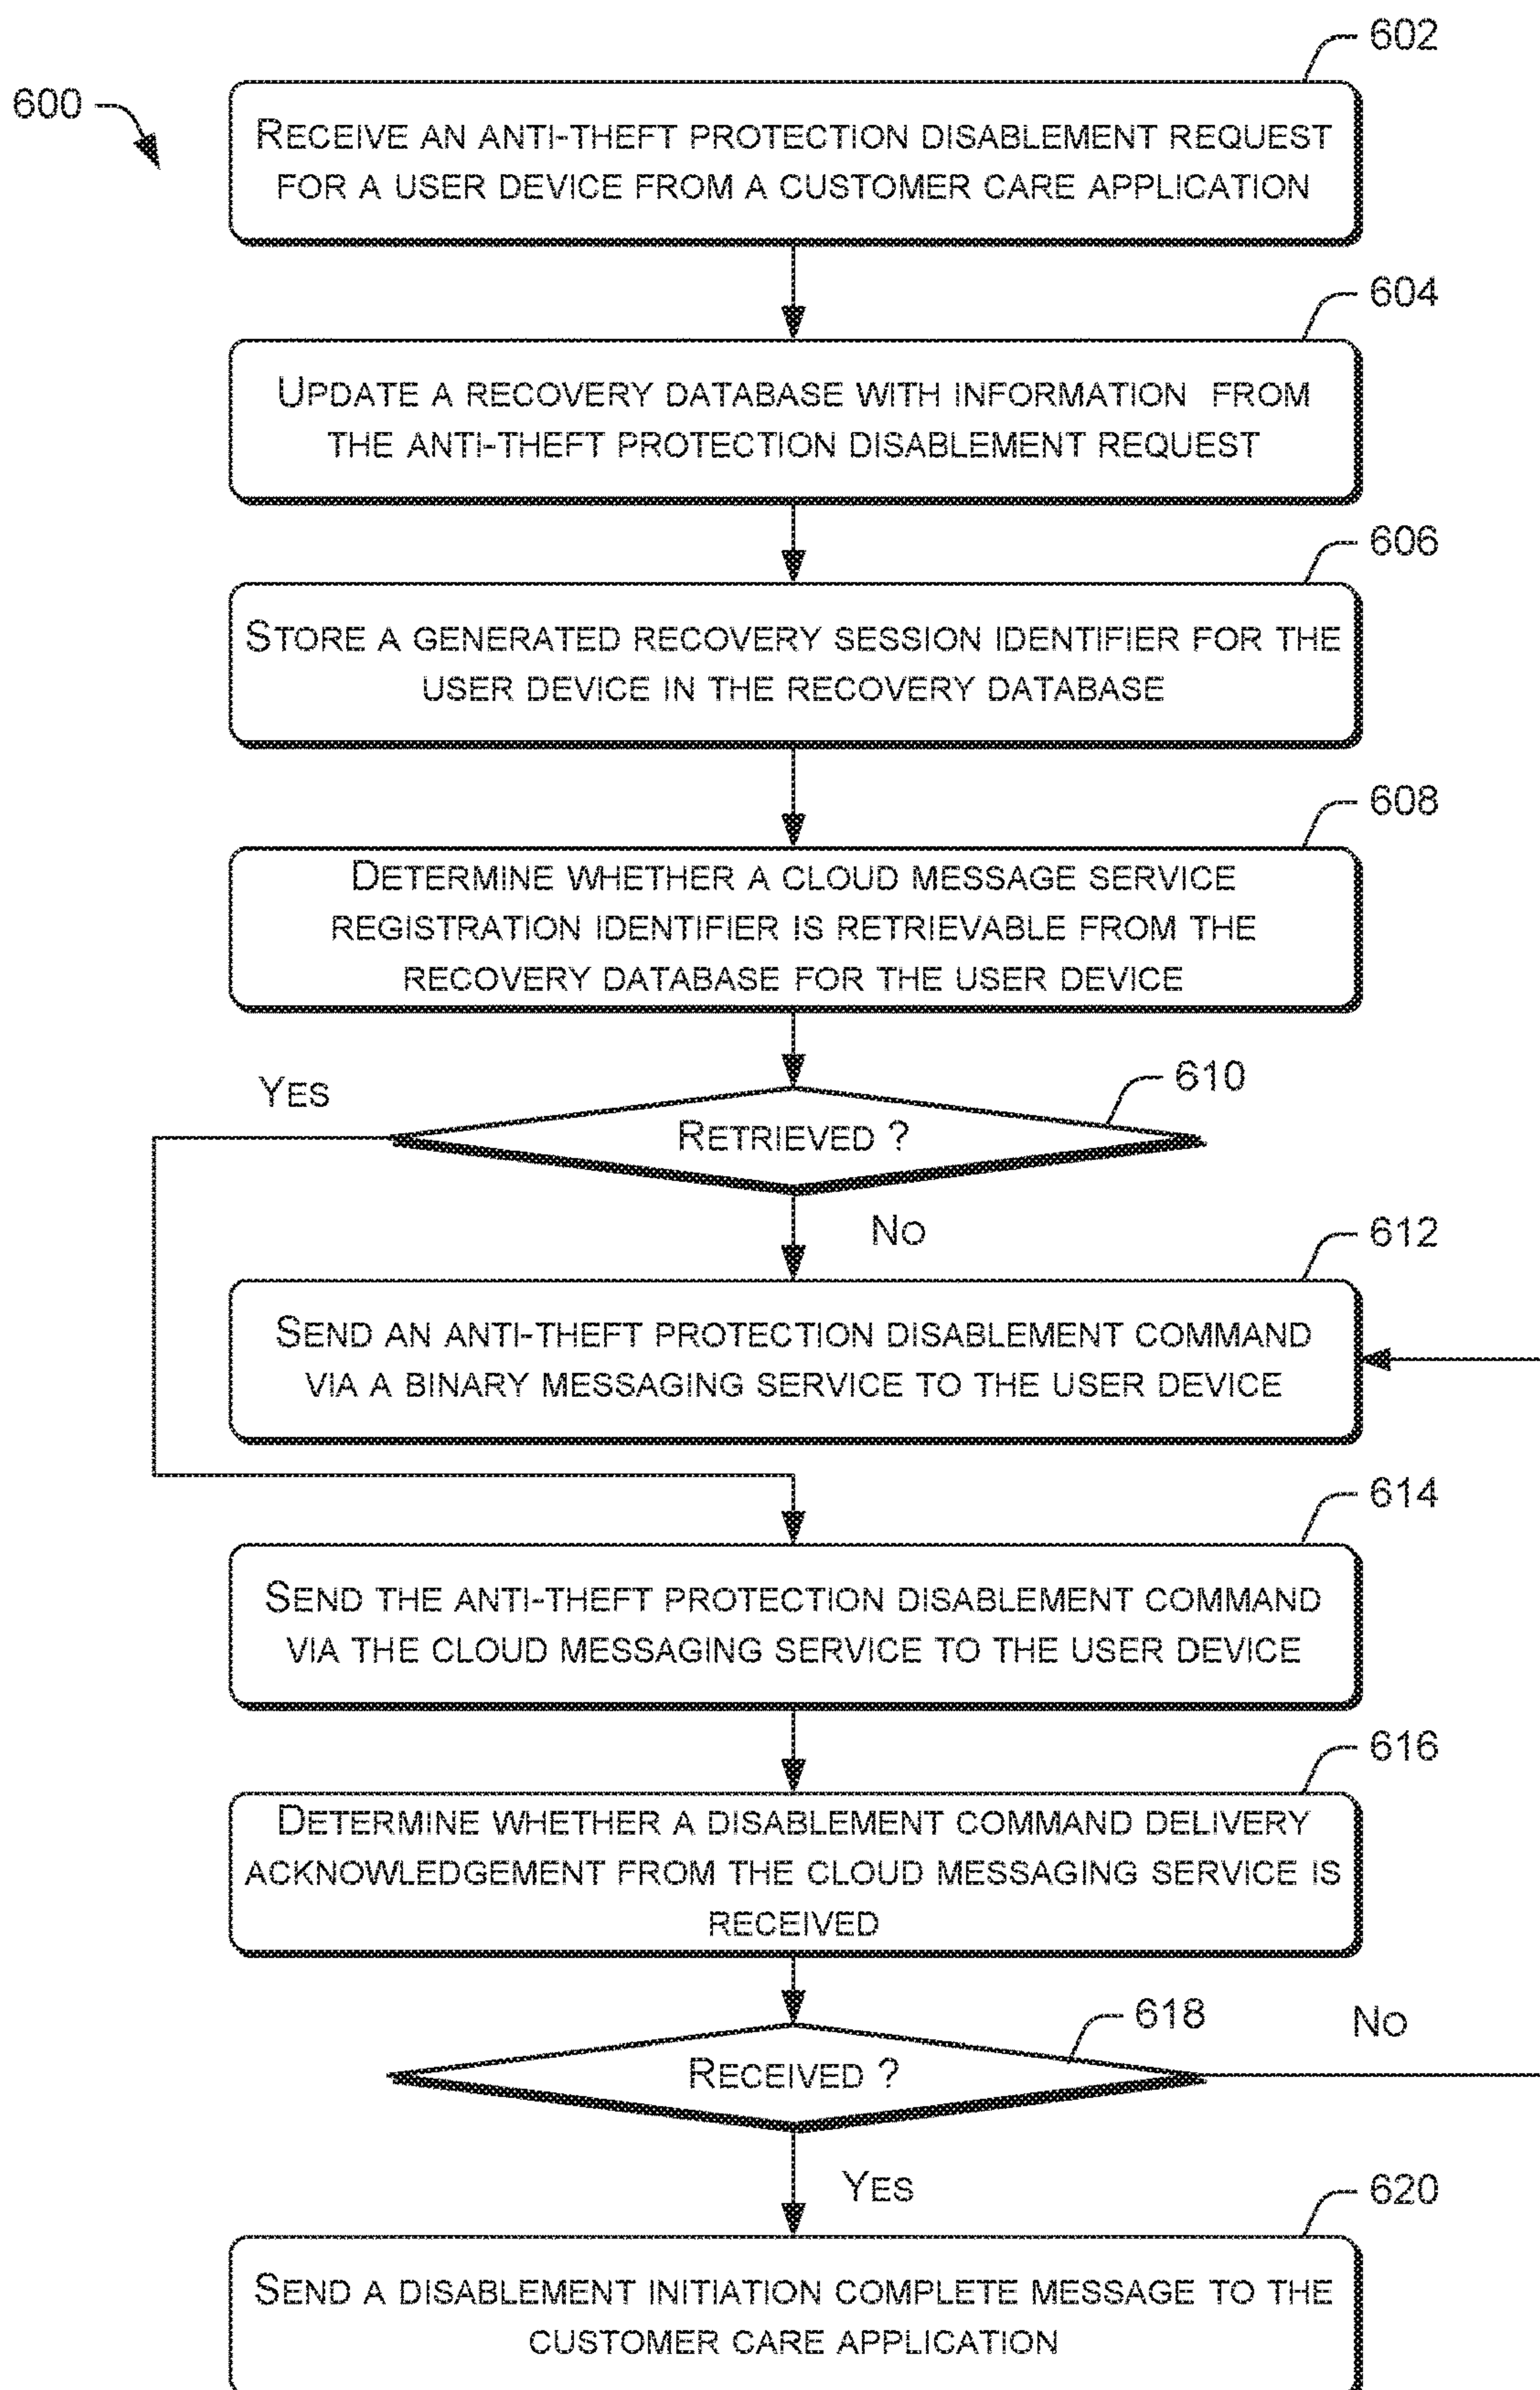 602
600
RECEIVE AN ANTI-THEFT PROTECTION DISABLEMENT REQUEST
FOR A USER DEVICE FROM A CUSTOMER CARE APPLICATION
604
UPDATE A RECOVERY DATABASE WITH INFORMATION FROM
THE ANTI-THEFT PROTECTION DISABLEMENT REQUEST
606
STORE A GENERATED RECOVERY SESSION IDENTIFIER FOR THE
USER DEVICE IN THE RECOVERY DATABASE
608
DETERMINE WHETHER A CLOUD MESSAGE SERVICE
REGISTRATION IDENTIFIER IS RETRIEVABLE FROM THE
RECOVERY DATABASE FOR THE USER DEVICE
610
YES
RETRIEVED ?
NO
612
SEND AN ANTI-THEFT PROTECTION DISABLEMENT COMMAND
VIA A BINARY MESSAGING SERVICE TO THE USER DEVICE
614
SEND THE ANTI-THEFT PROTECTION DISABLEMENT COMMAND
VIA THE CLOUD MESSAGING SERVICE TO THE USER DEVICE
616
DETERMINE WHETHER A DISABLEMENT COMMAND DELIVERY
ACKNOWLEDGEMENT FROM THE CLOUD MESSAGING SERVICE IS
RECEIVED
618
NO
RECEIVED ?
YES
620
SEND A DISABLEMENT INITIATION COMPLETE MESSAGE TO THE
CUSTOMER CARE APPLICATION